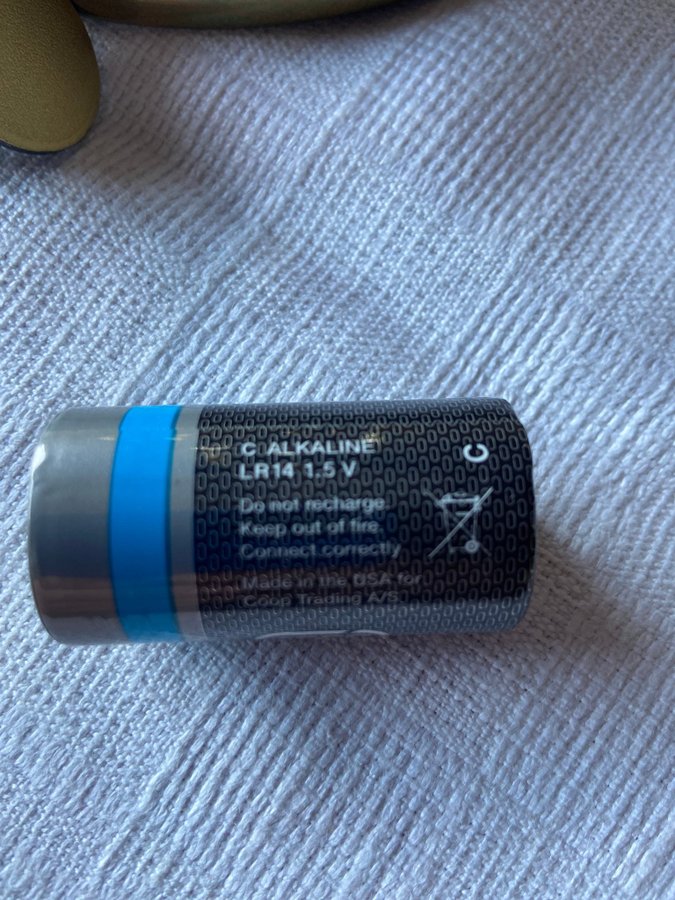 C ALKALINE
LR14 1.5 V
Do not recharge
Keep out of fire
Connect correctly
Made in the USA for
Coop Trading A/S
C